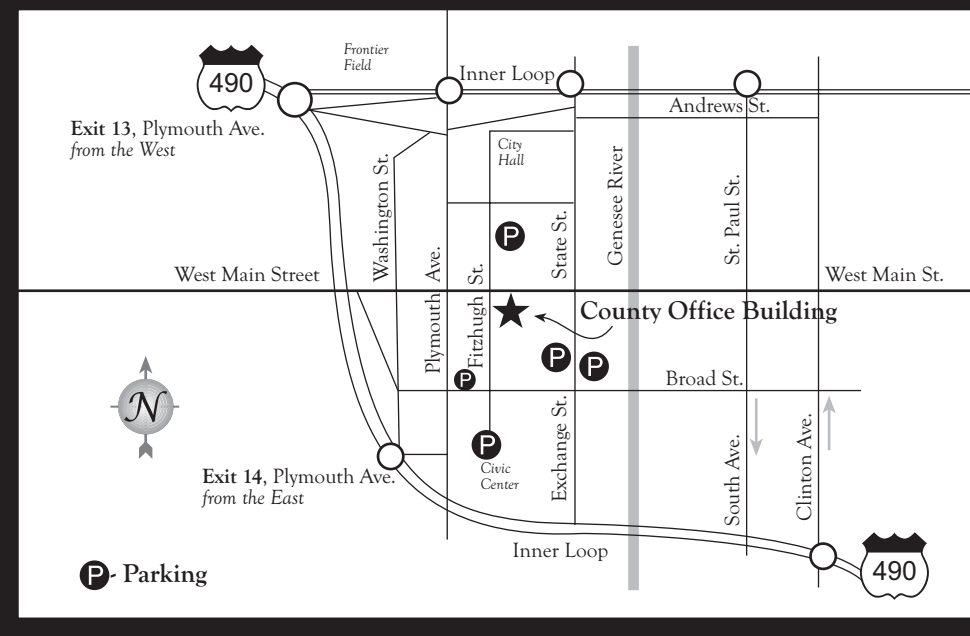 Frontier
Field
490
Inner Loop
Andrews St.
Exit 13, Plymouth Ave.
from the West
City
Hall
Washington St.
Plymouth Ave.
Fitzhugh St.
State St.
Genesee River
St. Paul St.
P
West Main Street
West Main St.
County Office Building
P
P
P
Broad St.
N
Exchange St.
South Ave.
Clinton Ave.
P
Civic
Center
Exit 14, Plymouth Ave.
from the East
Inner Loop
490
P - Parking